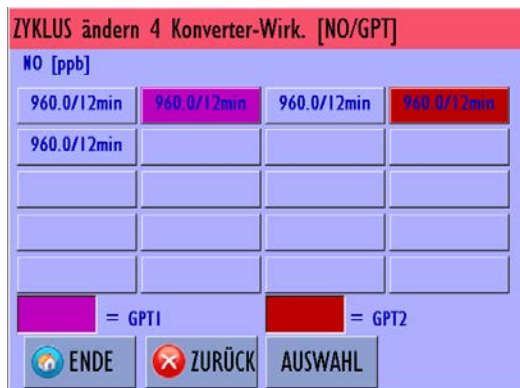 ZYKLUS ändern 4 Konverter-Wirk. [NO/GPT]
NO [ppb]
960.0/12min 960.0/12min 960.0/12min 960.0/12min
960.0/12min
= GPT1 = GPT2
ENDE ZURÜCK AUSWAHL